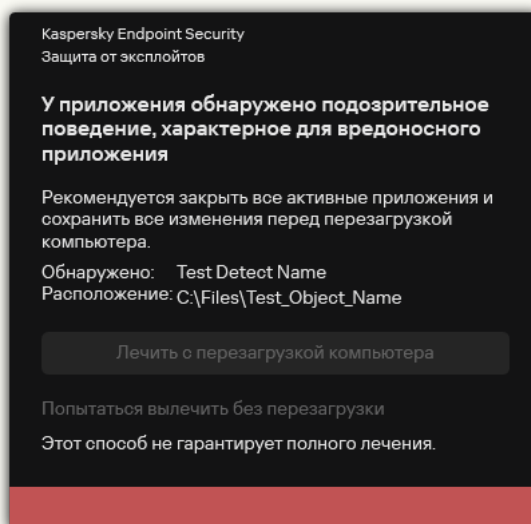 Kaspersky Endpoint Security
Защита от эксплойтов
У приложения обнаружено подозрительное
поведение, характерное для вредоносного
приложения
Рекомендуется закрыть все активные приложения и
сохранить все изменения перед перезагрузкой
компьютера.
Обнаружено: Test Detect Name
Расположение: C:\Files\Test_Object_Name
Лечить с перезагрузкой компьютера
Попытаться вылечить без перезагрузки
Этот способ не гарантирует полного лечения.